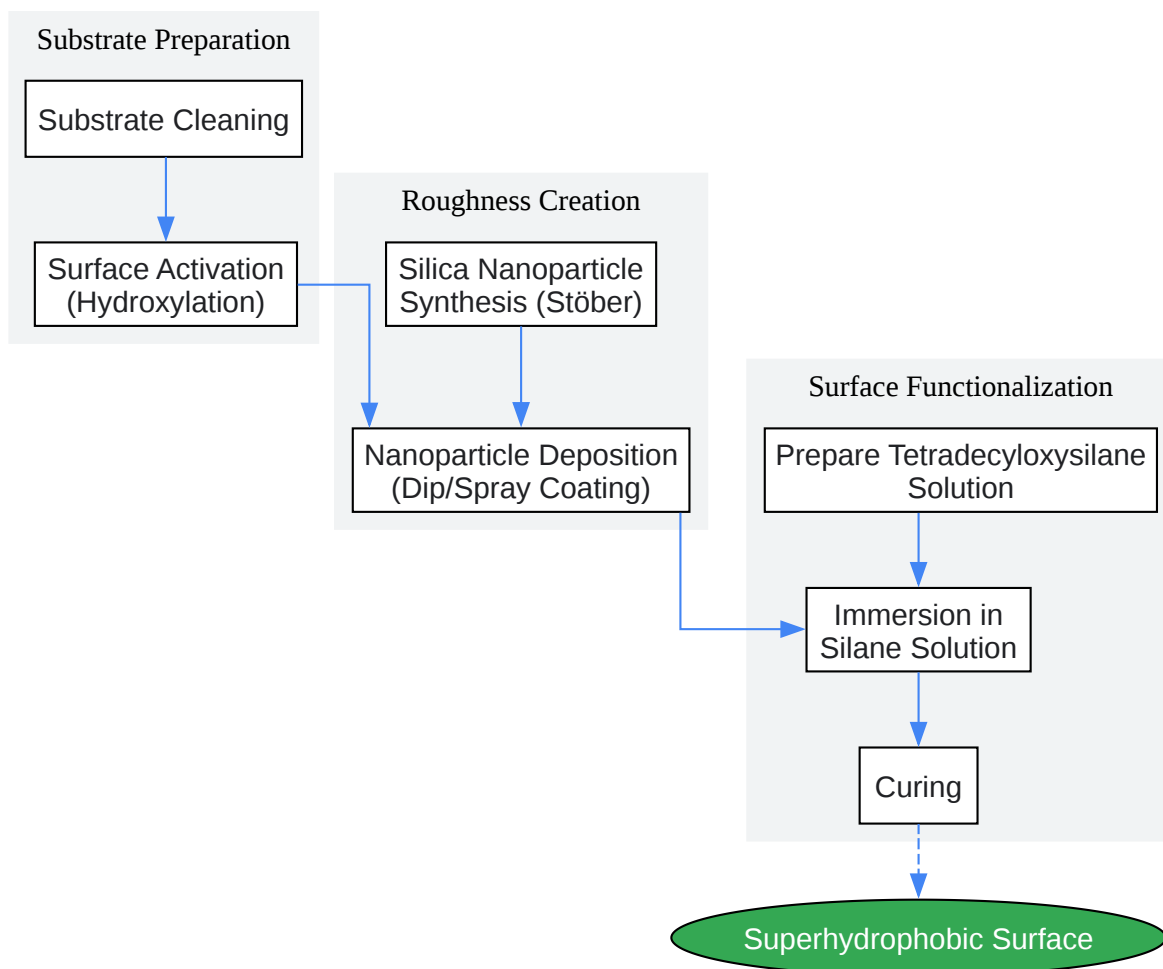 Substrate Preparation
Substrate Cleaning
Surface Activation
(Hydroxylation)
Roughness Creation
Silica Nanoparticle
Synthesis (Stöber)
Nanoparticle Deposition
(Dip/Spray Coating)
Surface Functionalization
Prepare Tetradecyloxysilane
Solution
Immersion in
Silane Solution
Curing
Superhydrophobic Surface